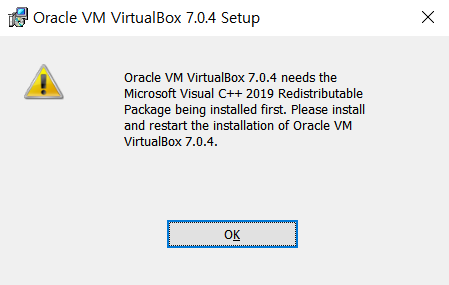 Oracle VM VirtualBox 7.0.4 Setup
Oracle VM VirtualBox 7.0.4 needs the
Microsoft Visual C++ 2019 Redistributable
Package being installed first. Please install
and restart the installation of Oracle VM
VirtualBox 7.0.4.
OK